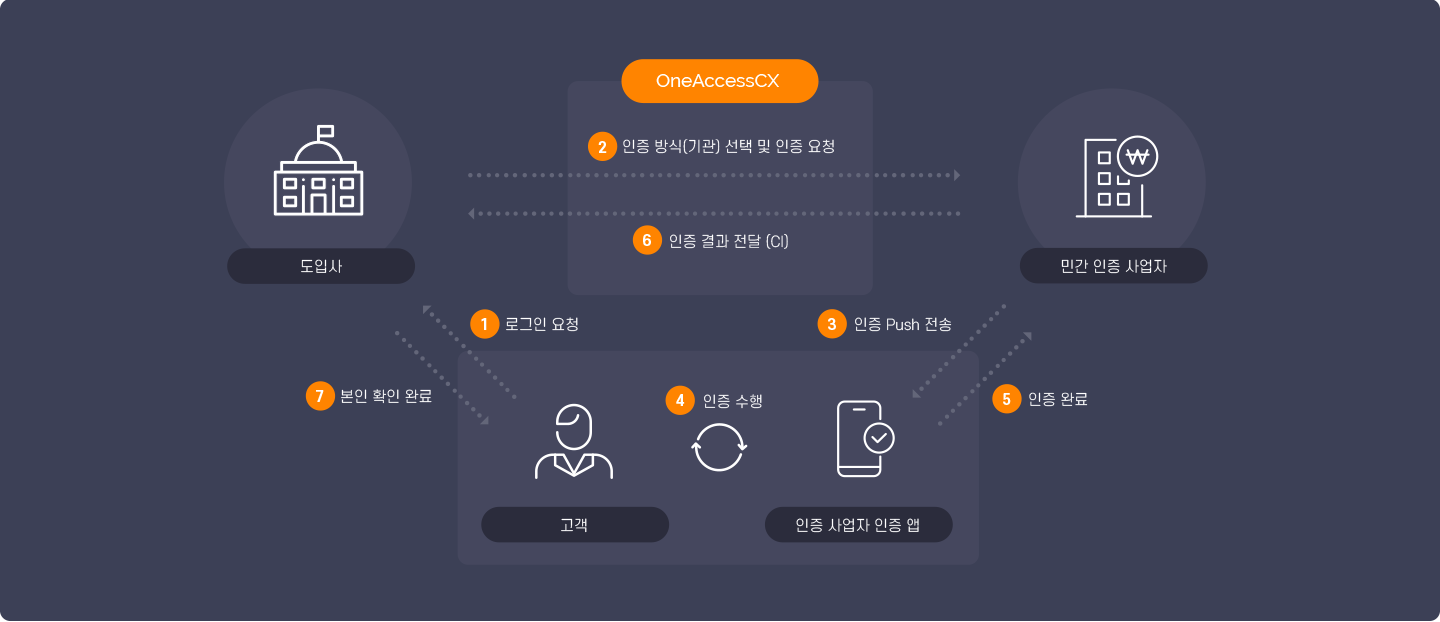 OneAccessCX
2 인증 방식(기관) 선택 및 인증 요청
6 인증 결과 전달 (CI)
도입사
민간 인증 사업자
1 로그인 요청
3 인증 Push 전송
7 본인 확인 완료
4 인증 수행
5 인증 완료
고객
인증 사업자 인증 앱